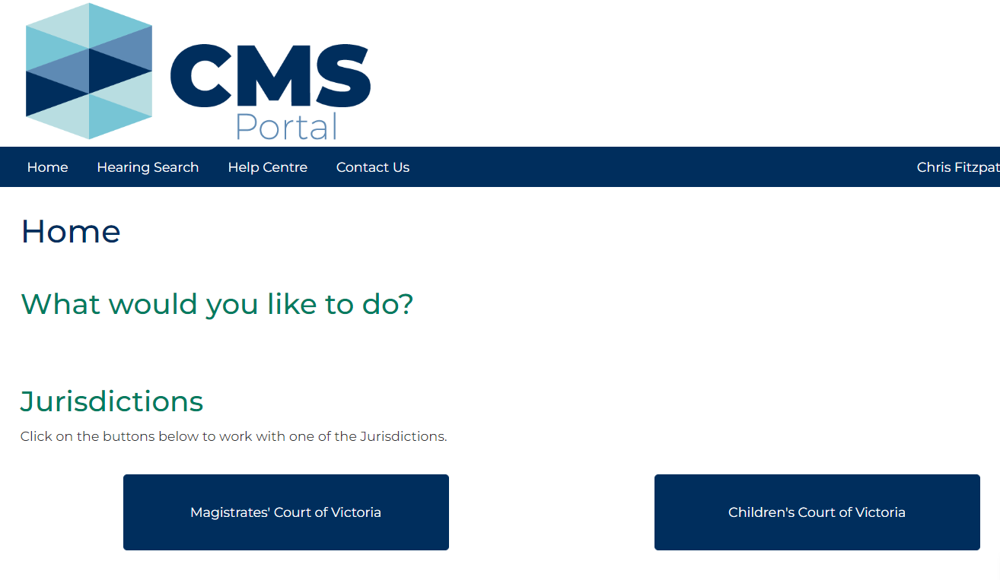 CMS
Portal
Home Hearing Search Help Centre Contact Us Chris Fitzpat
Home
What would you like to do?
Jurisdictions
Click on the buttons below to work with one of the Jurisdictions.
Magistrates' Court of Victoria Children's Court of Victoria